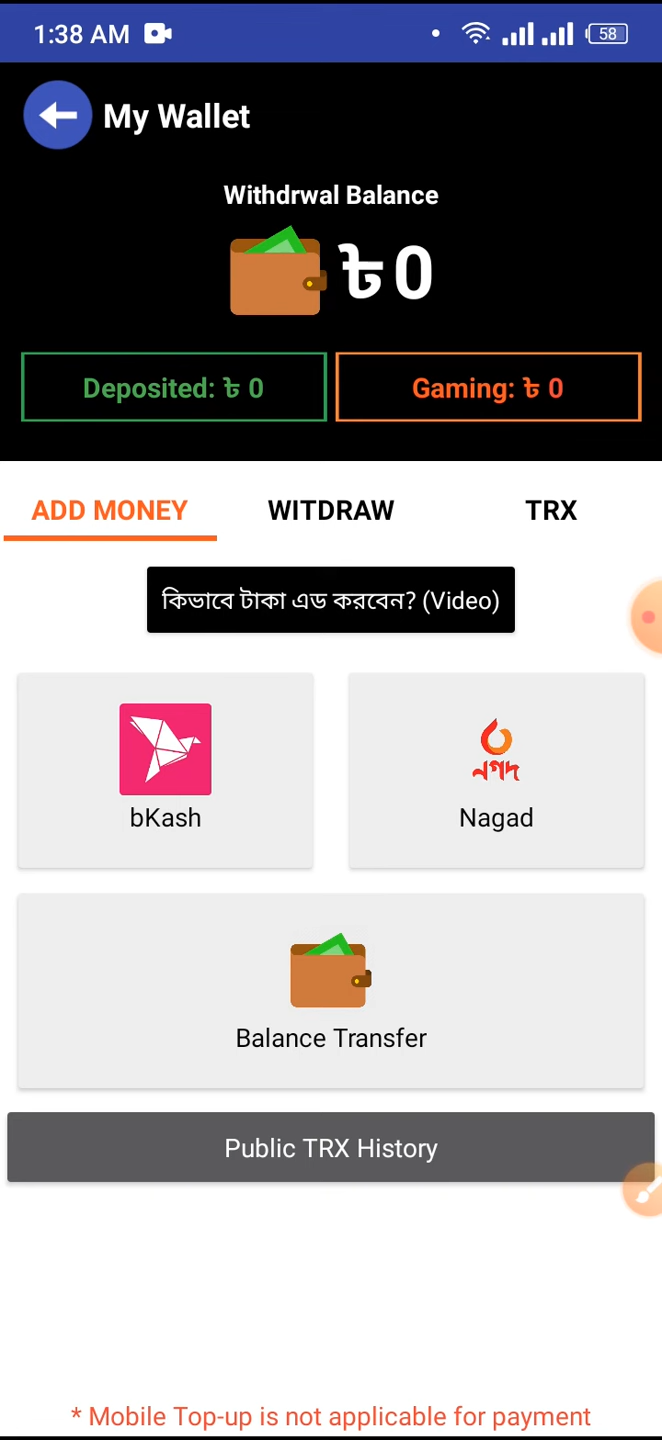 1:38 AM
58
My Wallet
Withdrwal Balance
৳ 0
Deposited: ৳ 0
Gaming: ৳ 0
ADD MONEY
WITDRAW
TRX
কিভাবে টাকা এড করবেন? (Video)
নগদ
bKash
Nagad
Balance Transfer
Public TRX History
* Mobile Top-up is not applicable for payment